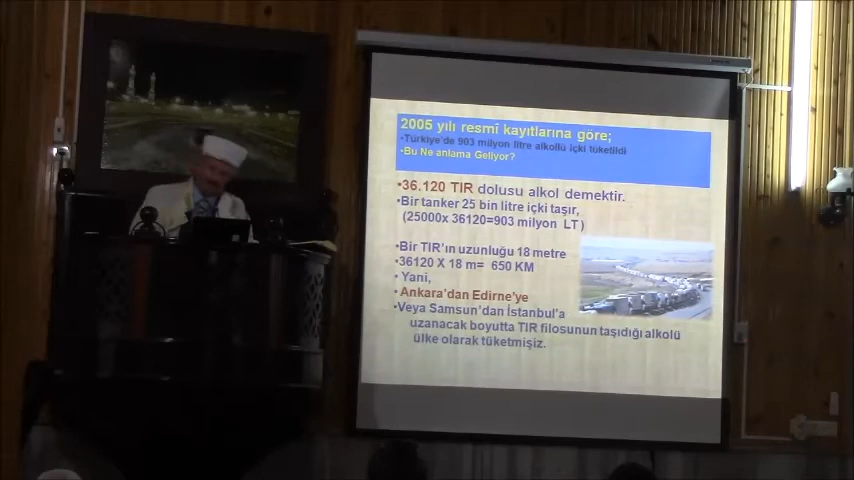 2005 yılı resmî kayıtlarına göre;
•Türkiye'de 903 milyon litre alkollü içki tüketildi
•Bu Ne anlama Geliyor?
•36.120 TIR dolusu alkol demektir.
•Bir tanker 25 bin litre içki taşır,
(25000x 36120=903 milyon LT)
•Bir TIR'ın uzunluğu 18 metre
•36120 X 18 m= 650 KM
•Yani,
•Ankara'dan Edirne'ye
•Veya Samsun'dan İstanbul'a
uzanacak boyutta TIR filosunun taşıdığı alkolü
ülke olarak tüketmişiz.